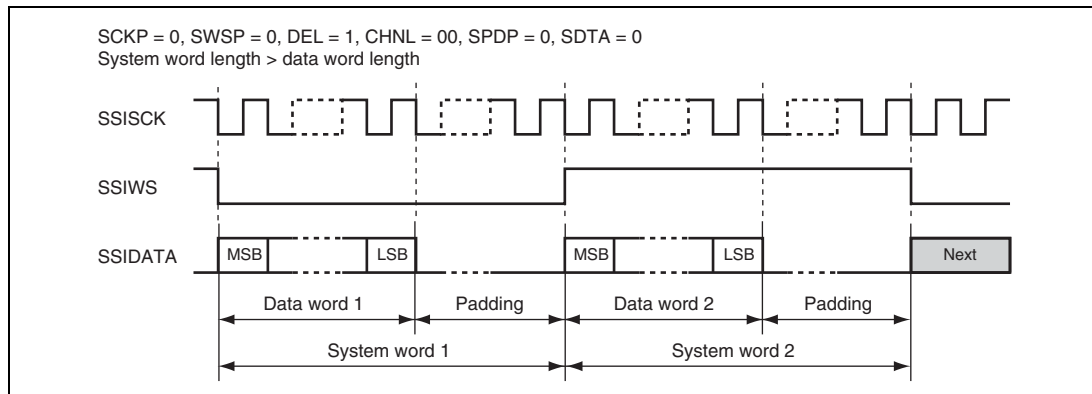 SCKP = 0, SWSP = 0, DEL = 1, CHNL = 00, SPDP = 0, SDTA = 0
System word length > data word length
SSISCK
SSIWS
SSIDATA
MSB
LSB
MSB
LSB
Next
Data word 1
Padding
Data word 2
Padding
System word 1
System word 2